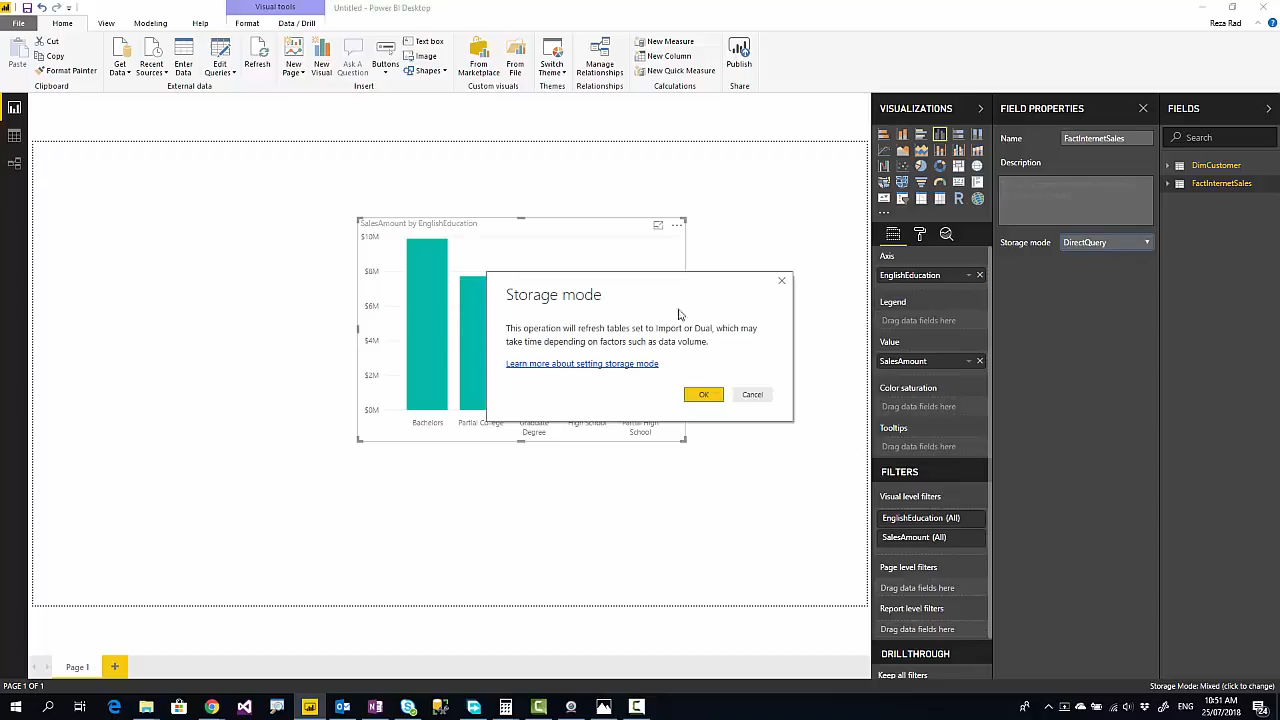 Visual tools
Untitled - Power BI Desktop
File
Home
View
Modeling
Help
Format
Data / Drill
Reza Rad
Paste
Cut
Copy
Format Painter
Clipboard
Get Data
Recent Sources
Enter Data
Edit Queries
External data
Refresh
New Page
New Visual
Ask A Question
Buttons
Text box
Image
Shapes
Insert
From Marketplace
From File
Custom visuals
Switch Theme
Themes
Manage Relationships
Relationships
New Measure
New Column
New Quick Measure
Calculations
Publish
Share
SalesAmount by EnglishEducation
$10M
$8M
$6M
$4M
$2M
$0M
Bachelors
Partial College
Graduate Degree
High School
Partial High School
Storage mode
This operation will refresh tables set to Import or Dual, which may
take time depending on factors such as data volume.
Learn more about setting storage mode
OK
Cancel
VISUALIZATIONS
R
Axis
EnglishEducation
Legend
Drag data fields here
Value
SalesAmount
Color saturation
Drag data fields here
Tooltips
Drag data fields here
FILTERS
Visual level filters
EnglishEducation (All)
SalesAmount (All)
Page level filters
Drag data fields here
Report level filters
Drag data fields here
DRILLTHROUGH
Keep all filters
FIELD PROPERTIES
Name
FactInternetSales
Description
Storage mode
DirectQuery
FIELDS
Search
DimCustomer
FactInternetSales
Page 1
PAGE 1 OF 1
Storage Mode: Mixed (click to change)
ENG
10:51 AM
25/07/2018